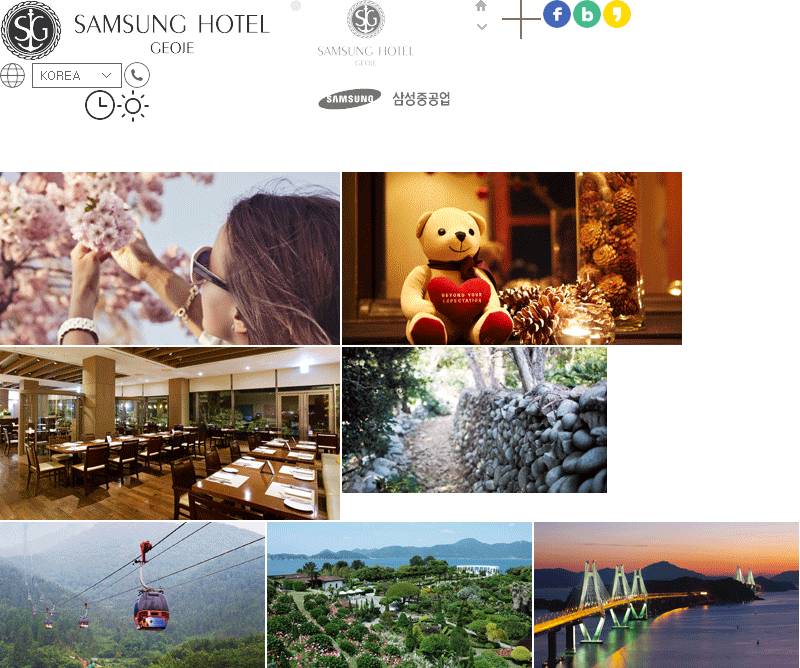 SG
SAMSUNG HOTEL
GEOJE
KOREA
SG
SAMSUNG HOTEL
GEOJE
SAMSUNG 삼성중공업
f b
BEYOND YOUR
EXPECTATION